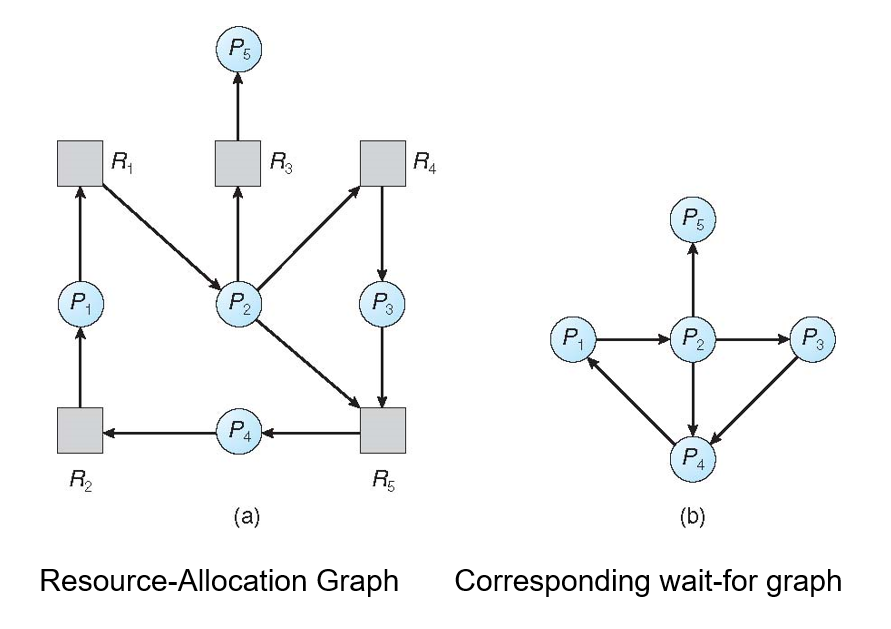 P5
R1
R3
R4
P1
P2
P3
P4
R2
R5
(a)
P5
P1
P2
P3
P4
(b)
Resource-Allocation Graph
Corresponding wait-for graph